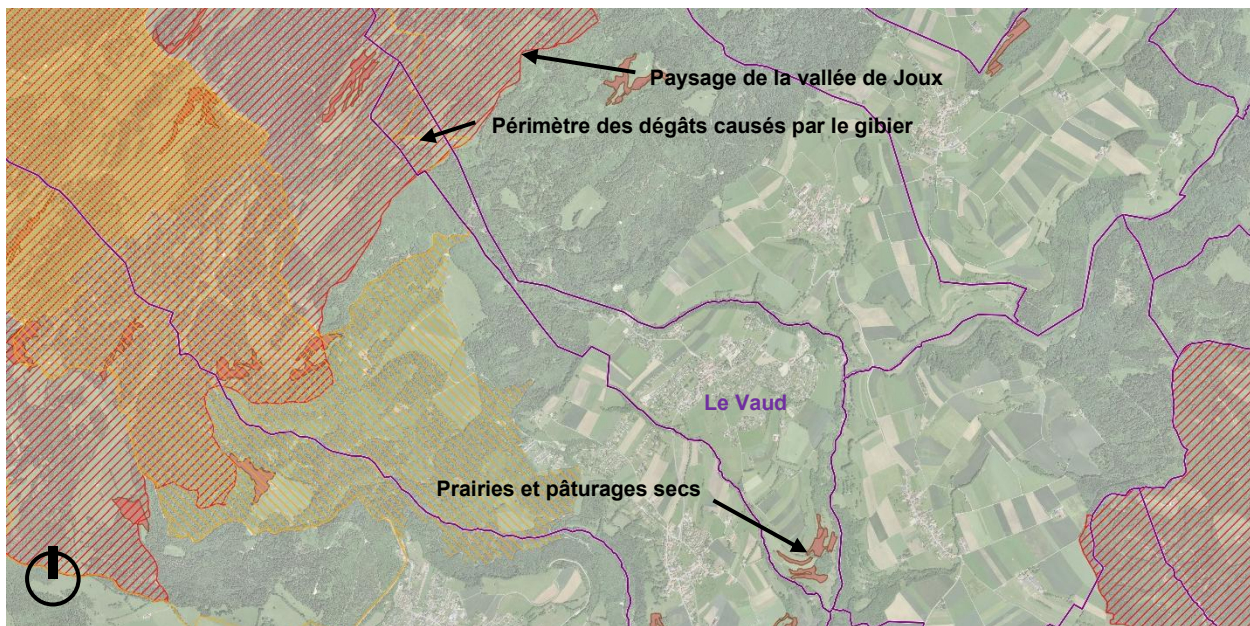 Paysage de la vallée de Joux
Périmètre des dégâts causés par le gibier
Le Vaud
Prairies et pâturages secs